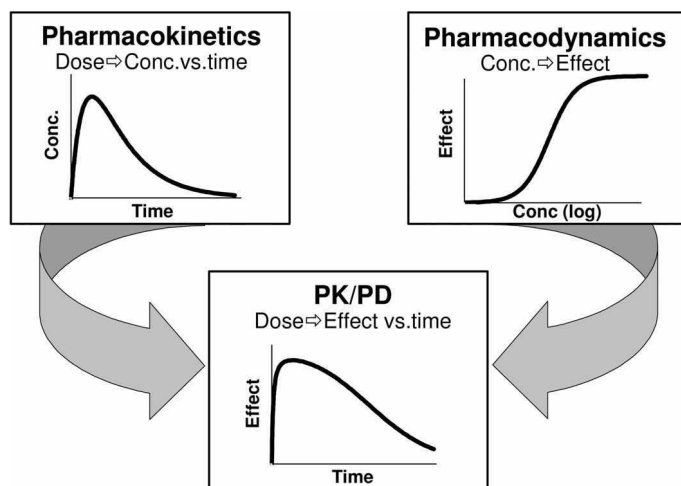 Pharmacokinetics
Dose⇨Conc.vs.time
Conc.
Time
Pharmacodynamics
Conc.⇨Effect
Effect
Conc (log)
PK/PD
Dose⇨Effect vs.time
Effect
Time